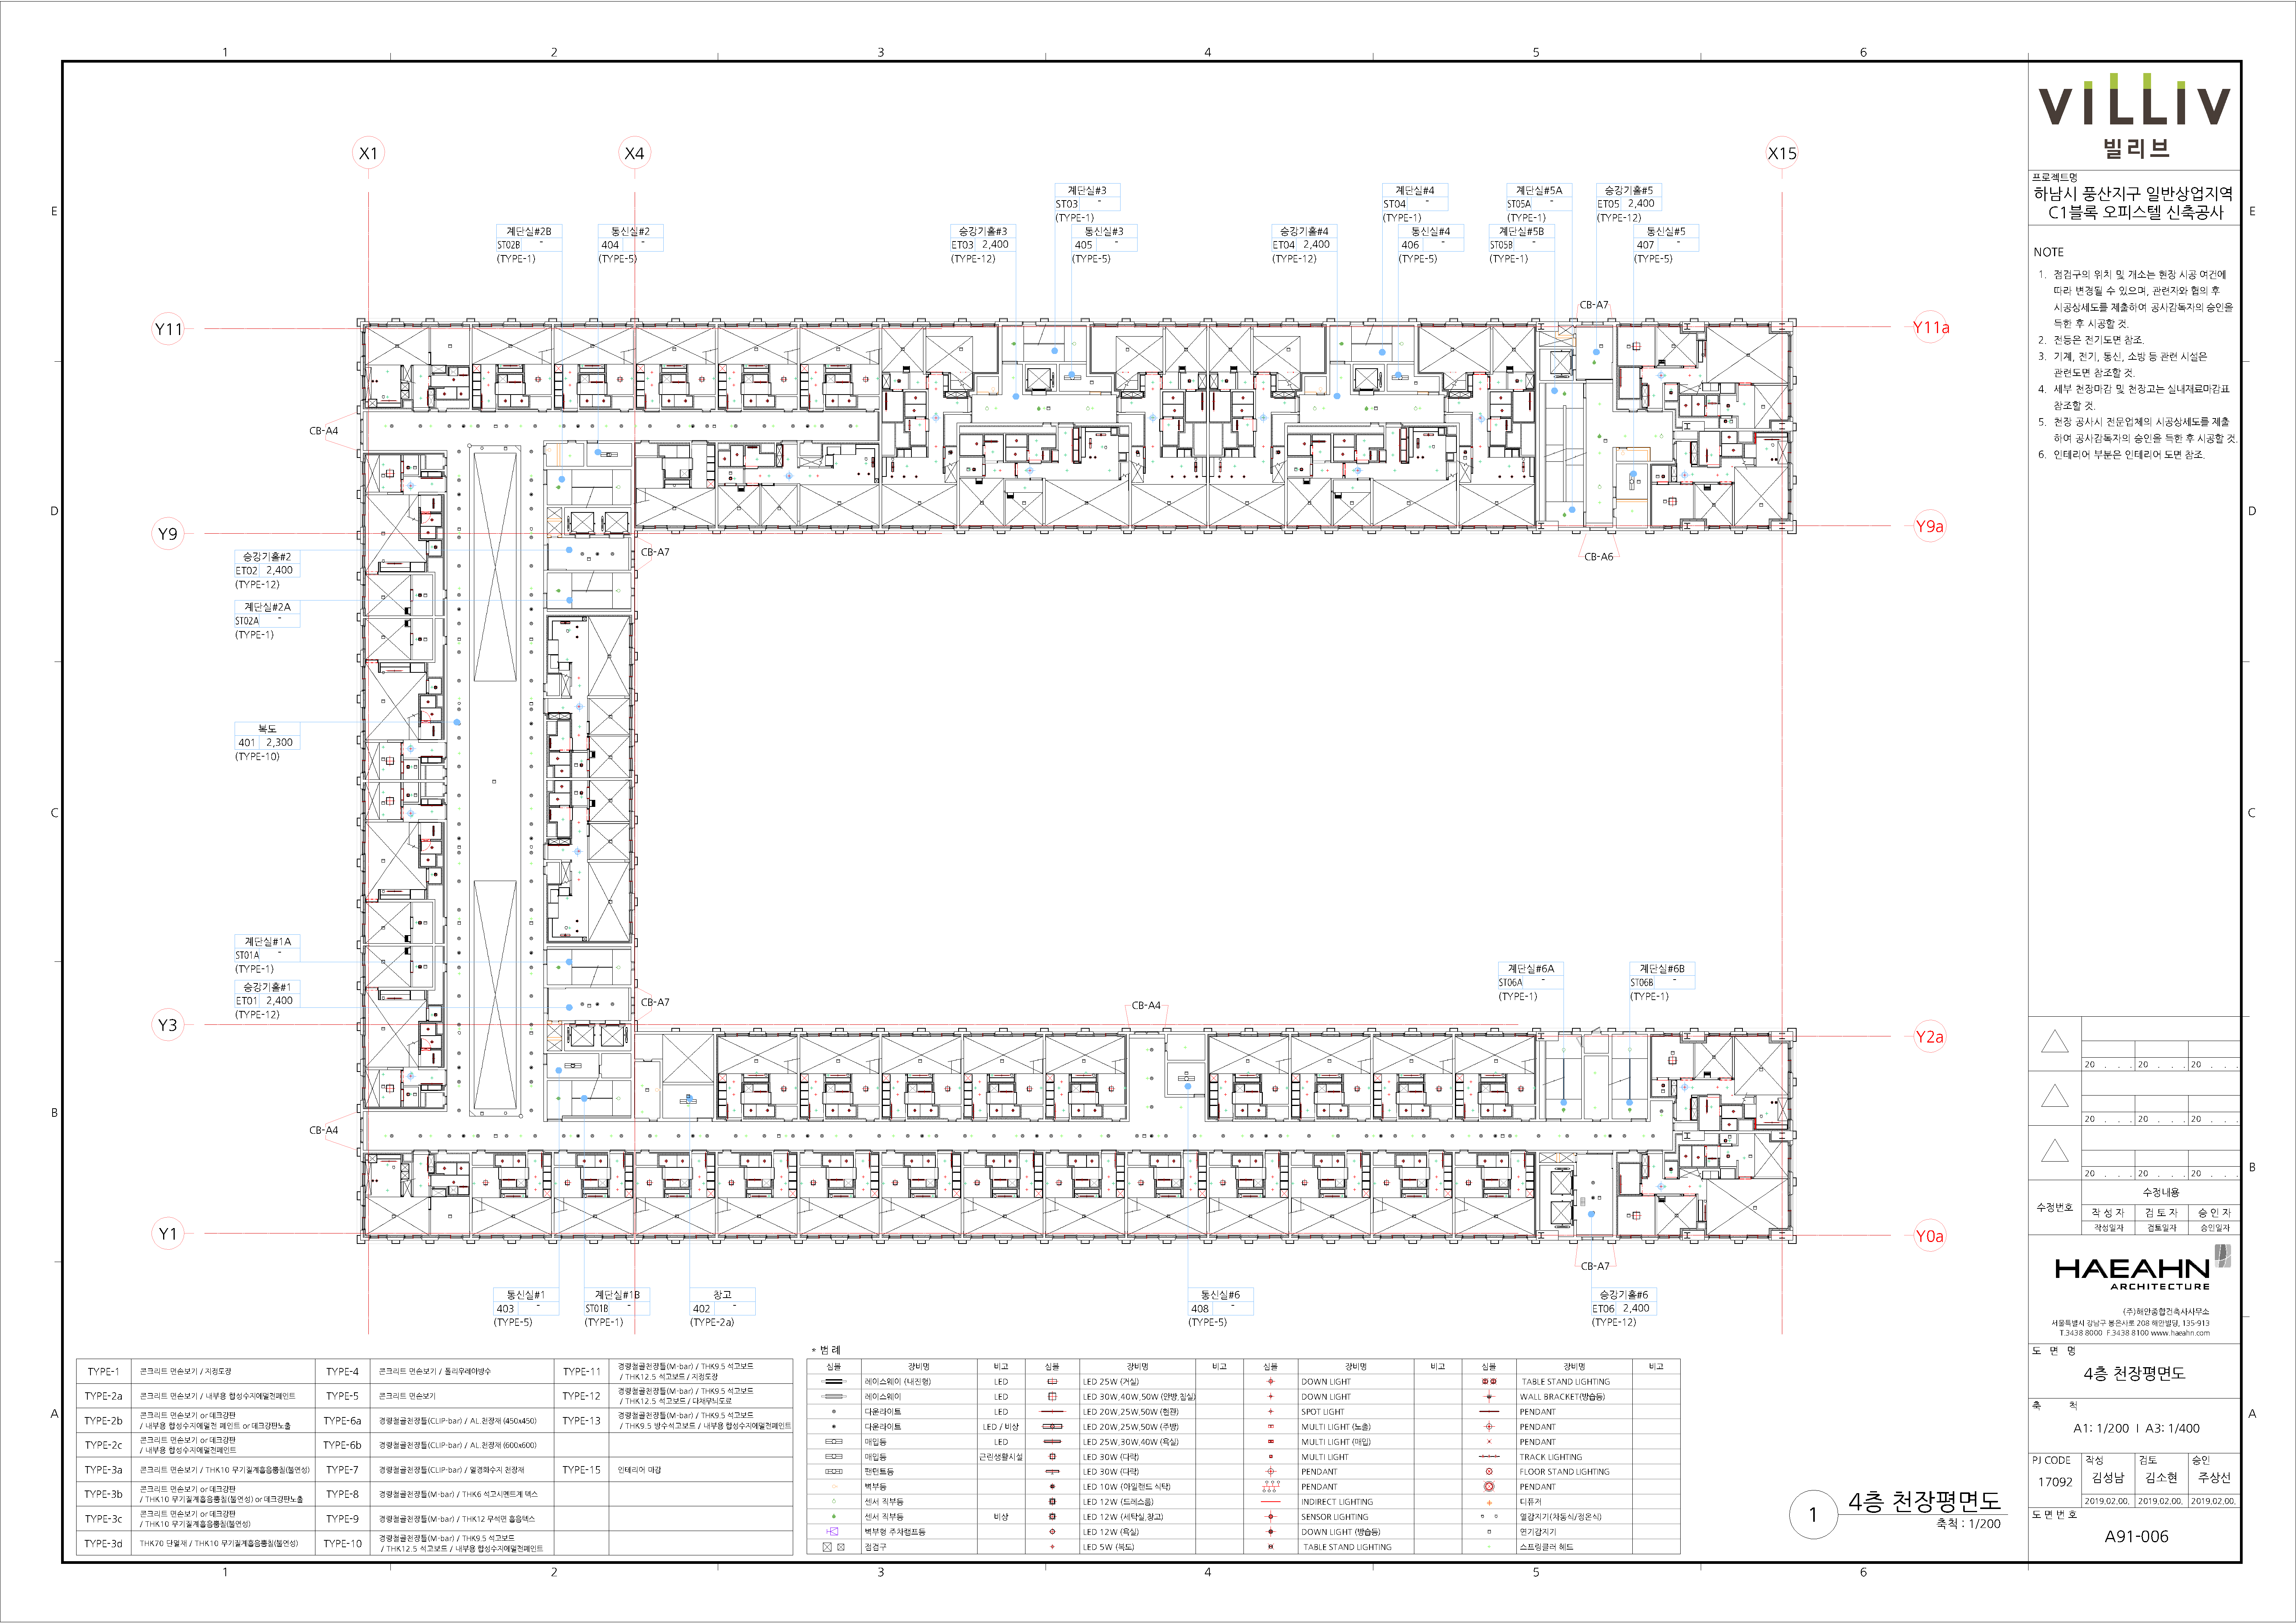 1 2 3 4 5 6
VILLIV
빌리브
프로젝트명
하남시 풍산지구 일반상업지역
C1블록 오피스텔 신축공사
NOTE
1. 점검구의 위치 및 개소는 현장 시공 여건에
따라 변경될 수 있으며, 관련자와 협의 후
시공상세도를 제출하여 공사감독자의 승인을
득한 후 시공할 것.
2. 전등은 전기도면 참조.
3. 기계, 전기, 통신, 소방 등 관련 시설은
관련도면 참조할 것.
4. 세부 천장마감 및 천장고는 실내재료마감표
참조할 것.
5. 천장 공사시 전문업체의 시공상세도를 제출
하여 공사감독자의 승인을 득한 후 시공할 것.
6. 인테리어 부분은 인테리어 도면 참조.
X1 X4 X15
E E
계단실#3
ST03 -
(TYPE-1)
계단실#4
ST04 -
(TYPE-1)
계단실#5A
ST05A -
(TYPE-1)
승강기홀#5
ET05 2,400
(TYPE-12)
계단실#2B
ST02B -
(TYPE-1)
통신실#2
404 -
(TYPE-5)
승강기홀#3
ET03 2,400
(TYPE-12)
통신실#3
405 -
(TYPE-5)
승강기홀#4
ET04 2,400
(TYPE-12)
통신실#4
406 -
(TYPE-5)
계단실#5B
ST05B -
(TYPE-1)
통신실#5
407 -
(TYPE-5)
CB-A7
Y11 Y11a
CB-A4
D D
Y9 Y9a
CB-A7
CB-A6
승강기홀#2
ET02 2,400
(TYPE-12)
계단실#2A
ST02A -
(TYPE-1)
복도
401 2,300
(TYPE-10)
C C
계단실#1A
ST01A -
(TYPE-1)
승강기홀#1
ET01 2,400
(TYPE-12)
계단실#6A
ST06A -
(TYPE-1)
계단실#6B
ST06B -
(TYPE-1)
CB-A7
CB-A4
Y3 Y2a
B B
CB-A4
Y1 Y0a
CB-A7
통신실#1
403 -
(TYPE-5)
계단실#1B
ST01B -
(TYPE-1)
창고
402 -
(TYPE-2a)
통신실#6
408 -
(TYPE-5)
승강기홀#6
ET06 2,400
(TYPE-12)
A A
TYPE-1 콘크리트 면손보기 / 지정도장
TYPE-2a 콘크리트 면손보기 / 내부용 합성수지에멀젼페인트
TYPE-2b 콘크리트 면손보기 or 데크강판
/ 내부용 합성수지에멀젼 페인트 or 데크강판노출
TYPE-2c 콘크리트 면손보기 or 데크강판
/ 내부용 합성수지에멀젼페인트
TYPE-3a 콘크리트 면손보기 / THK10 무기질계흡음뿜칠(불연성)
TYPE-3b 콘크리트 면손보기 or 데크강판
/ THK10 무기질계흡음뿜칠(불연성) or 데크강판노출
TYPE-3c 콘크리트 면손보기 or 데크강판
/ THK10 무기질계흡음뿜칠(불연성)
TYPE-3d THK70 단열재 / THK10 무기질계흡음뿜칠(불연성)
TYPE-4 콘크리트 면손보기 / 폴리우레아방수
TYPE-5 콘크리트 면손보기
TYPE-6a 경량철골천장틀(CLIP-bar) / AL.천정재 (450x450)
TYPE-6b 경량철골천장틀(CLIP-bar) / AL.천정재 (600x600)
TYPE-7 경량철골천장틀(CLIP-bar) / 열경화수지 천장재
TYPE-8 경량철골천장틀(M-bar) / THK6 석고시멘트계 텍스
TYPE-9 경량철골천장틀(M-bar) / THK12 무석면 흡음텍스
TYPE-10 경량철골천장틀(M-bar) / THK9.5 석고보드
/ THK12.5 석고보드 / 내부용 합성수지에멀젼페인트
TYPE-11 경량철골천장틀(M-bar) / THK9.5 석고보드
/ THK12.5 석고보드 / 지정도장
TYPE-12 경량철골천장틀(M-bar) / THK9.5 석고보드
/ THK12.5 석고보드 / 다채무늬도료
TYPE-13 경량철골천장틀(M-bar) / THK9.5 석고보드
/ THK9.5 방수석고보드 / 내부용 합성수지에멀젼페인트
TYPE-15 인테리어 마감
* 범 례
심볼 장비명 비고 심볼 장비명 비고 심볼 장비명 비고 심볼 장비명 비고
레이스웨이 (내진형) LED LED 25W (거실) DOWN LIGHT TABLE STAND LIGHTING
레이스웨이 LED LED 30W,40W,50W (안방,침실) DOWN LIGHT WALL BRACKET(방습등)
다운라이트 LED LED 20W,25W,50W (현관) SPOT LIGHT PENDANT
다운라이트 LED / 비상 LED 20W,25W,50W (주방) MULTI LIGHT (노출) PENDANT
매입등 LED LED 25W,30W,40W (욕실) MULTI LIGHT (매입) PENDANT
매입등 근린생활시설 LED 30W (다락) MULTI LIGHT TRACK LIGHTING
펜던트등 LED 30W (다락) PENDANT FLOOR STAND LIGHTING
벽부등 LED 10W (아일랜드 식탁) PENDANT PENDANT
센서 직부등 LED 12W (드레스룸) INDIRECT LIGHTING 디퓨저
센서 직부등 비상 LED 12W (세탁실,창고) SENSOR LIGHTING 열감지기(차동식/정온식)
벽부형 주차램프등 LED 12W (욕실) DOWN LIGHT (방습등) 연기감지기
점검구 LED 5W (복도) TABLE STAND LIGHTING 스프링클러 헤드
1
4층 천장평면도
축척 : 1/200
20 . . . 20 . . . 20 . . .
20 . . . 20 . . . 20 . . .
20 . . . 20 . . . 20 . . .
수정번호
수정내용
작 성 자 검 토 자 승 인 자
작성일자 검토일자 승인일자
HAEAHN
ARCHITECTURE
(주)해안종합건축사사무소
서울특별시 강남구 봉은사로 208 해안빌딩, 135-913
T.3438 8000 F.3438 8100 www.haeahn.com
도 면 명
4층 천장평면도
축 척
A1: 1/200 I A3: 1/400
PJ CODE 작성 검토 승인
17092 김성남 김소현 주상선
2019.02.00. 2019.02.00. 2019.02.00.
도 면 번 호
A91-006
1 2 3 4 5 6